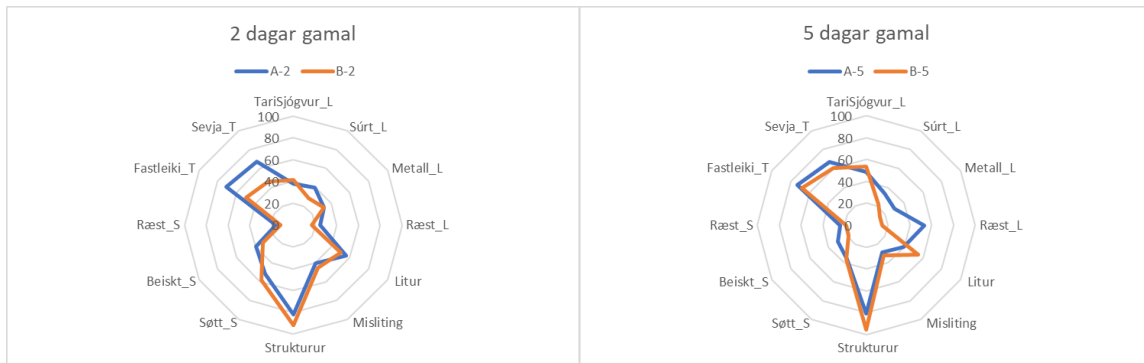 2 dagar gamal
A-2 B-2
TariSjógvur_L
Súrt_L
Metall_L
Ræst_L
Litur
Misliting
Strukturur
Søtt_S
Beiskt_S
Ræst_S
Fastleiki_T
Sevja_T
100
80
60
40
20
0
5 dagar gamal
A-5 B-5
TariSjógvur_L
Súrt_L
Metall_L
Ræst_L
Litur
Misliting
Strukturur
Søtt_S
Beiskt_S
Ræst_S
Fastleiki_T
Sevja_T
100
80
60
40
20
0